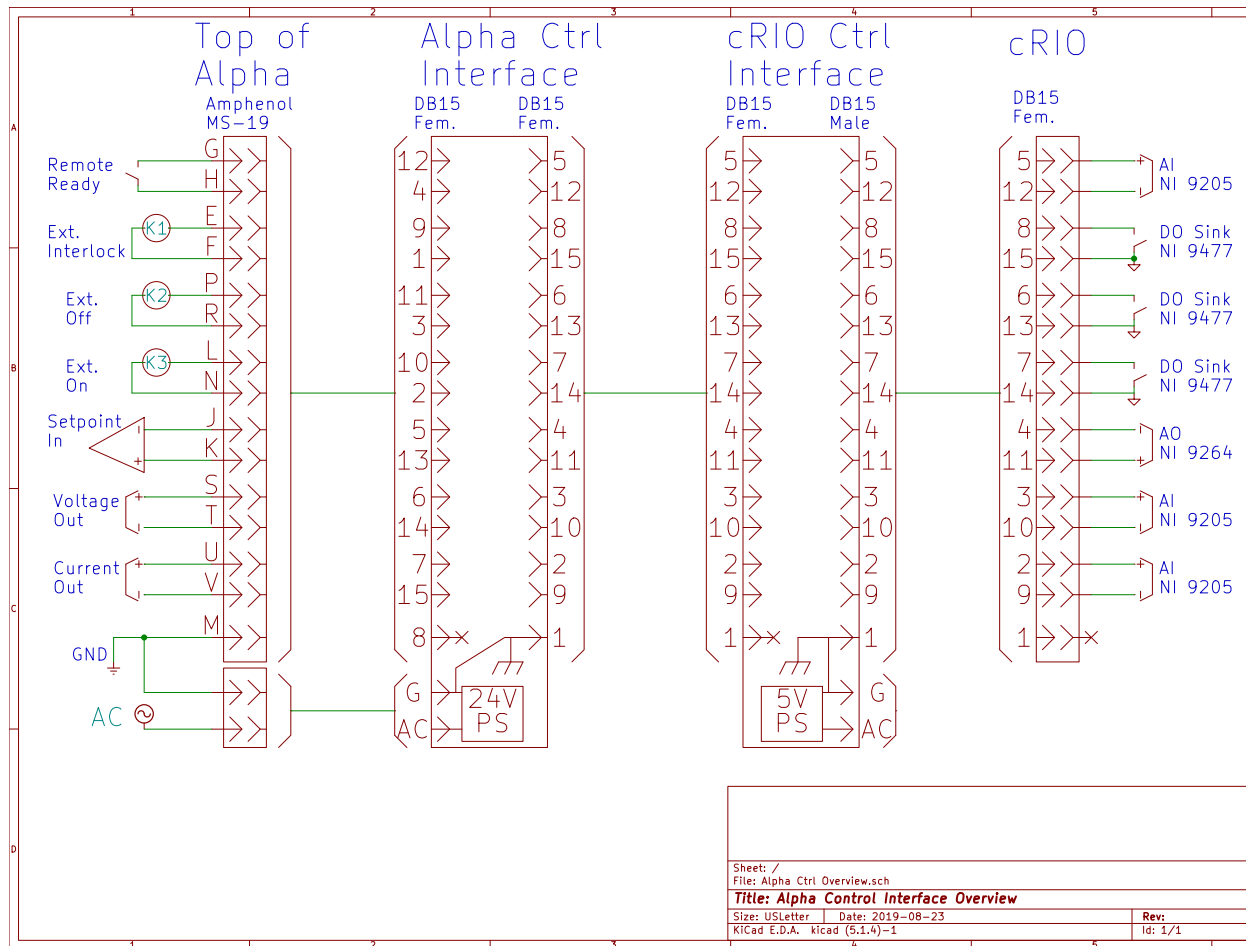 1 2 3 4 5
Top of
Alpha
Amphenol
MS-19
Alpha Ctrl
Interface
DB15
Fem.
DB15
Fem.
cRIO Ctrl
Interface
DB15
Fem.
DB15
Male
cRIO
DB15
Fem.
A
B
C
D
Remote
Ready
G
H
Ext.
Interlock
K1
E
F
Ext.
Off
K2
P
R
Ext.
On
K3
L
N
Setpoint
In
-
+
J
K
Voltage
Out
+
-
S
T
Current
Out
+
-
U
V
GND
M
AC
12 5
4 12
9 8
1 15
11 6
3 13
10 7
2 14
5 4
13 11
6 3
14 10
7 2
15 9
8 1
G
AC
24V
PS
5 5
12 12
8 8
15 15
6 6
13 13
7 7
14 14
4 4
11 11
3 3
10 10
2 2
9 9
1 1
5V
PS
G
AC
5
12
8
15
6
13
7
14
4
11
3
10
2
9
1
+
-
AI
NI 9205
DO Sink
NI 9477
DO Sink
NI 9477
DO Sink
NI 9477
-
+
AO
NI 9264
+
-
AI
NI 9205
+
-
AI
NI 9205
Sheet: /
File: Alpha Ctrl Overview.sch
Title: Alpha Control Interface Overview
Size: USLetter Date: 2019-08-23 Rev:
KiCad E.D.A. kicad (5.1.4)-1 Id: 1/1
1 2 3 4 5